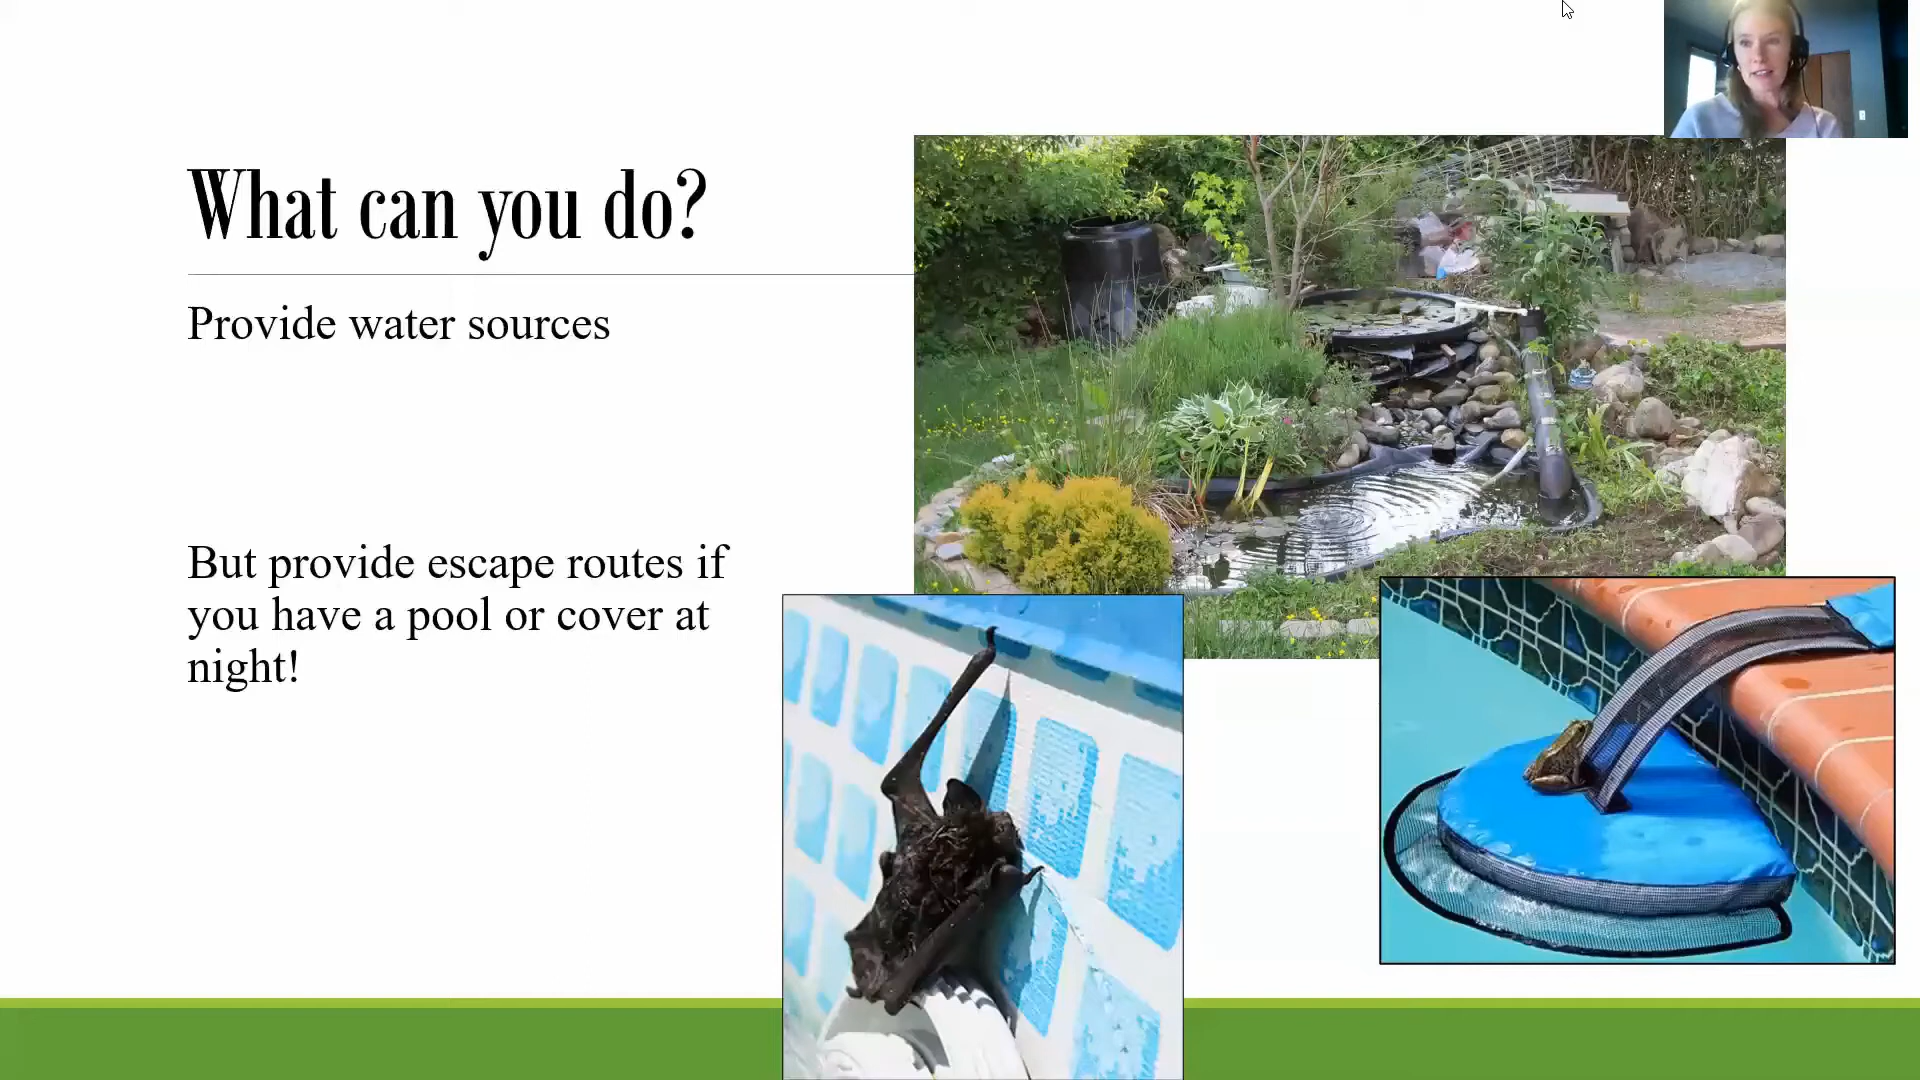 What can you do?
Provide water sources
But provide escape routes if
you have a pool or cover at
night!